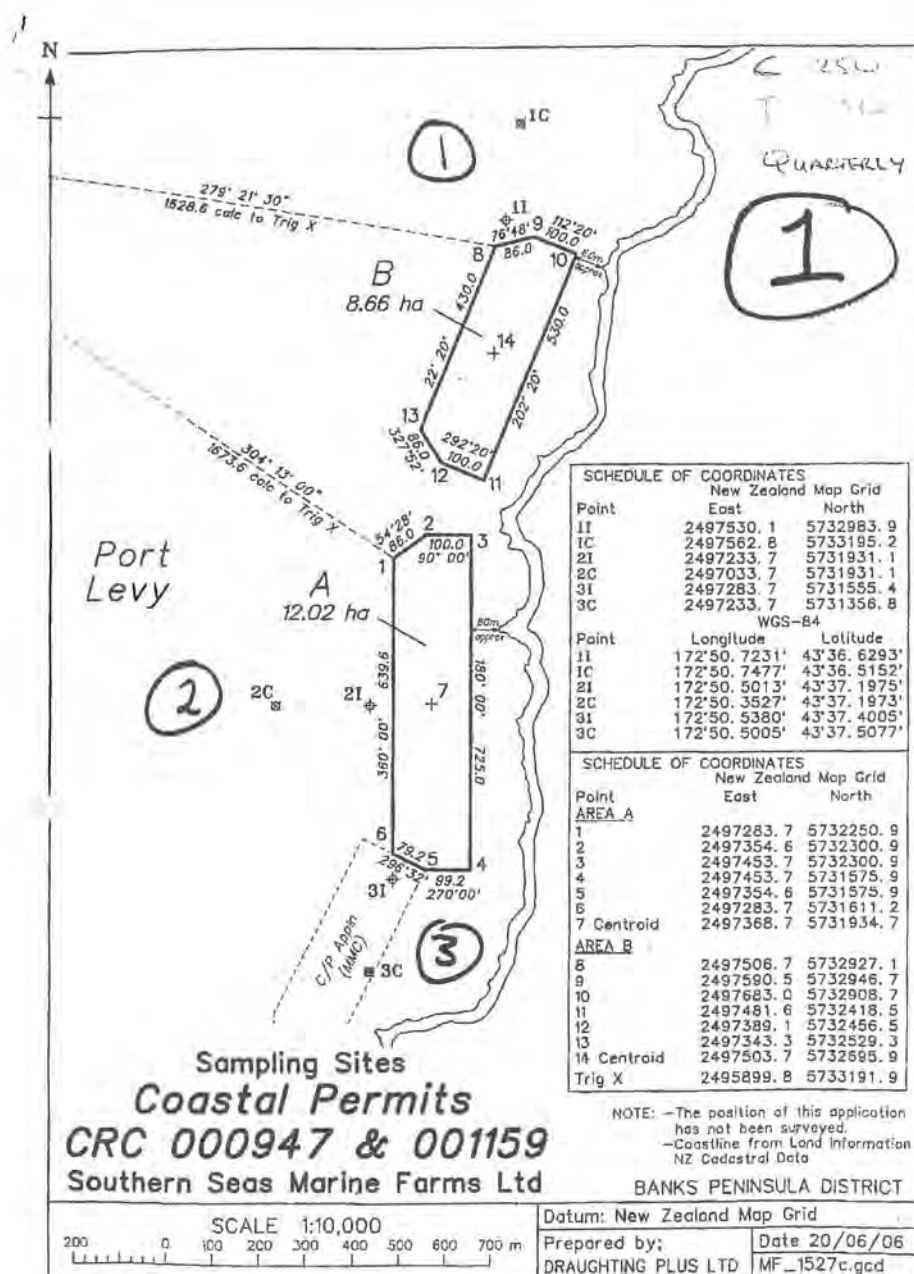 N
1C
1
QUARTERLY
1
279° 21' 30"
1628.6 calc to Trig X
1I
76°48'
86.0
112°20'
100.0
8
9
10
60m
approx
B
8.66 ha
430.0
22° 20'
14
530.0
202° 20'
13
86.0
327°52'
292°20'
100.0
12
11
304° 13' 00"
1673.6 calc to Trig X
54°28'
86.0
2
3
100.0
90° 00'
1
Port
Levy
A
12.02 ha
80m
approx
639.6
360° 00'
7
180° 00'
725.0
2
2C
2I
6
79.2
296°32'
5
4
99.2
270°00'
3I
C/P Appln
(MMC)
3C
3
SCHEDULE OF COORDINATES
New Zealand Map Grid
Point East North
1I 2497530.1 5732983.9
1C 2497562.8 5733195.2
2I 2497233.7 5731931.1
2C 2497033.7 5731931.1
3I 2497283.7 5731555.4
3C 2497233.7 5731356.8
WGS-84
Point Longitude Latitude
1I 172°50.7231' 43°36.6293'
1C 172°50.7477' 43°36.5152'
2I 172°50.5013' 43°37.1975'
2C 172°50.3527' 43°37.1973'
3I 172°50.5380' 43°37.4005'
3C 172°50.5005' 43°37.5077'
SCHEDULE OF COORDINATES
New Zealand Map Grid
Point East North
AREA A
1 2497283.7 5732250.9
2 2497354.6 5732300.9
3 2497453.7 5732300.9
4 2497453.7 5731575.9
5 2497354.6 5731575.9
6 2497283.7 5731611.2
7 Centroid 2497368.7 5731934.7
AREA B
8 2497506.7 5732927.1
9 2497590.5 5732946.7
10 2497683.0 5732908.7
11 2497481.6 5732418.5
12 2497389.1 5732456.5
13 2497343.3 5732529.3
14 Centroid 2497503.7 5732695.9
Trig X 2495899.8 5733191.9
Sampling Sites
Coastal Permits
CRC 000947 & 001159
Southern Seas Marine Farms Ltd
NOTE: -The position of this application
has not been surveyed.
-Coastline from Land Information
NZ Cadastral Data
BANKS PENINSULA DISTRICT
SCALE 1:10,000
200 0 100 200 300 400 500 600 700 m
Datum: New Zealand Map Grid
Prepared by:
DRAUGHTING PLUS LTD
Date 20/06/06
MF_1527c.gcd